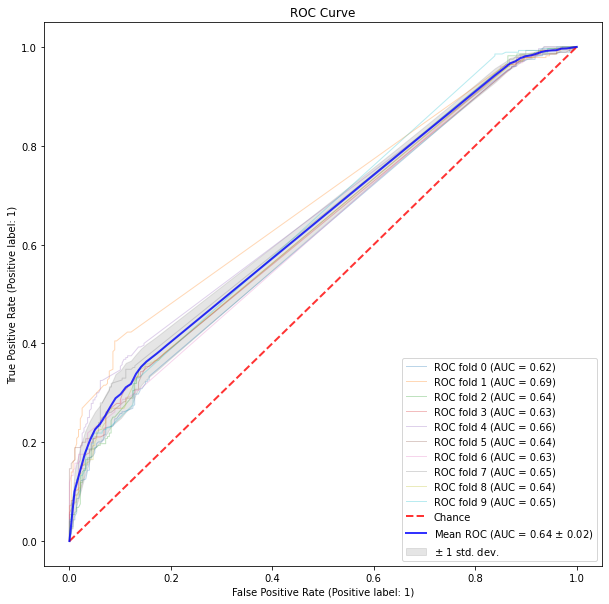 ROC Curve
True Positive Rate (Positive label: 1)
1.0
0.8
0.6
0.4
0.2
0.0
ROC fold 0 (AUC = 0.62)
ROC fold 1 (AUC = 0.69)
ROC fold 2 (AUC = 0.64)
ROC fold 3 (AUC = 0.63)
ROC fold 4 (AUC = 0.66)
ROC fold 5 (AUC = 0.64)
ROC fold 6 (AUC = 0.63)
ROC fold 7 (AUC = 0.65)
ROC fold 8 (AUC = 0.64)
ROC fold 9 (AUC = 0.65)
Chance
Mean ROC (AUC = 0.64 ± 0.02)
± 1 std. dev.
0.0 0.2 0.4 0.6 0.8 1.0
False Positive Rate (Positive label: 1)